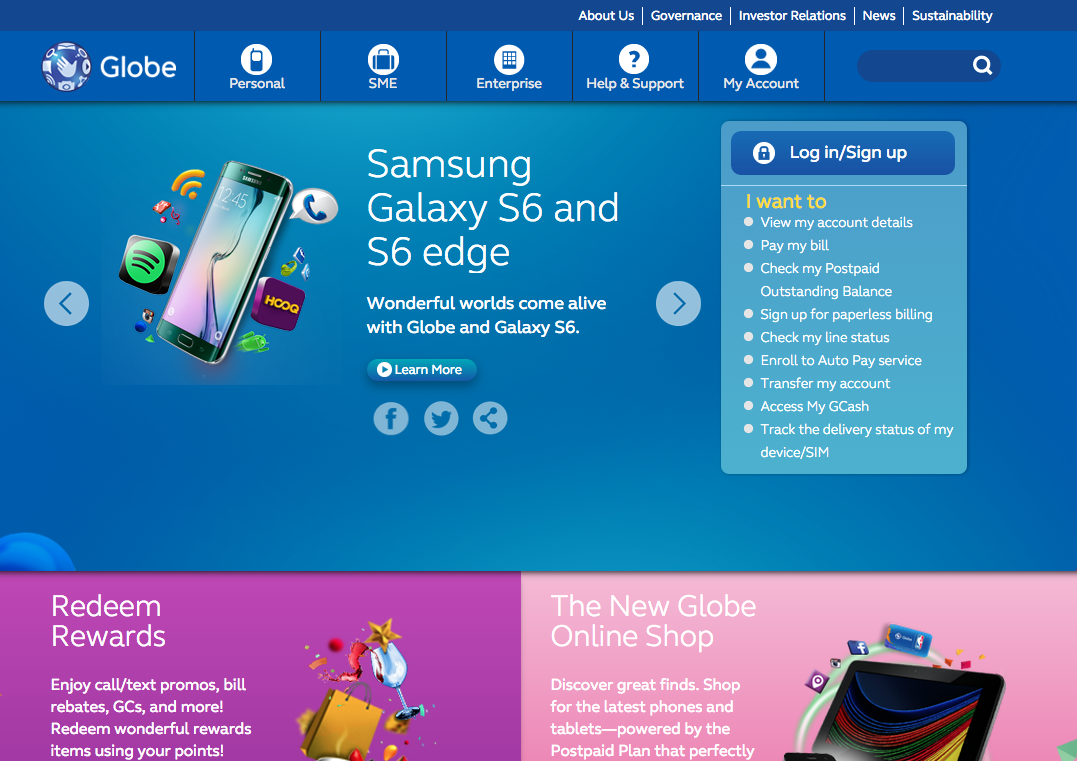 About Us
Governance
Investor Relations
News
Sustainability
Globe
Personal
SME
Enterprise
Help & Support
My Account
Samsung
Galaxy S6 and
S6 edge
Wonderful worlds come alive
with Globe and Galaxy S6.
Learn More
SAMSUNG
12:45
HOOQ
Log in/Sign up
I want to
View my account details
Pay my bill
Check my Postpaid
Outstanding Balance
Sign up for paperless billing
Check my line status
Enroll to Auto Pay service
Transfer my account
Access My GCash
Track the delivery status of my
device/SIM
Redeem
Rewards
Enjoy call/text promos, bill
rebates, GCs, and more!
Redeem wonderful rewards
items using your points!
The New Globe
Online Shop
Discover great finds. Shop
for the latest phones and
tablets—powered by the
Postpaid Plan that perfectly